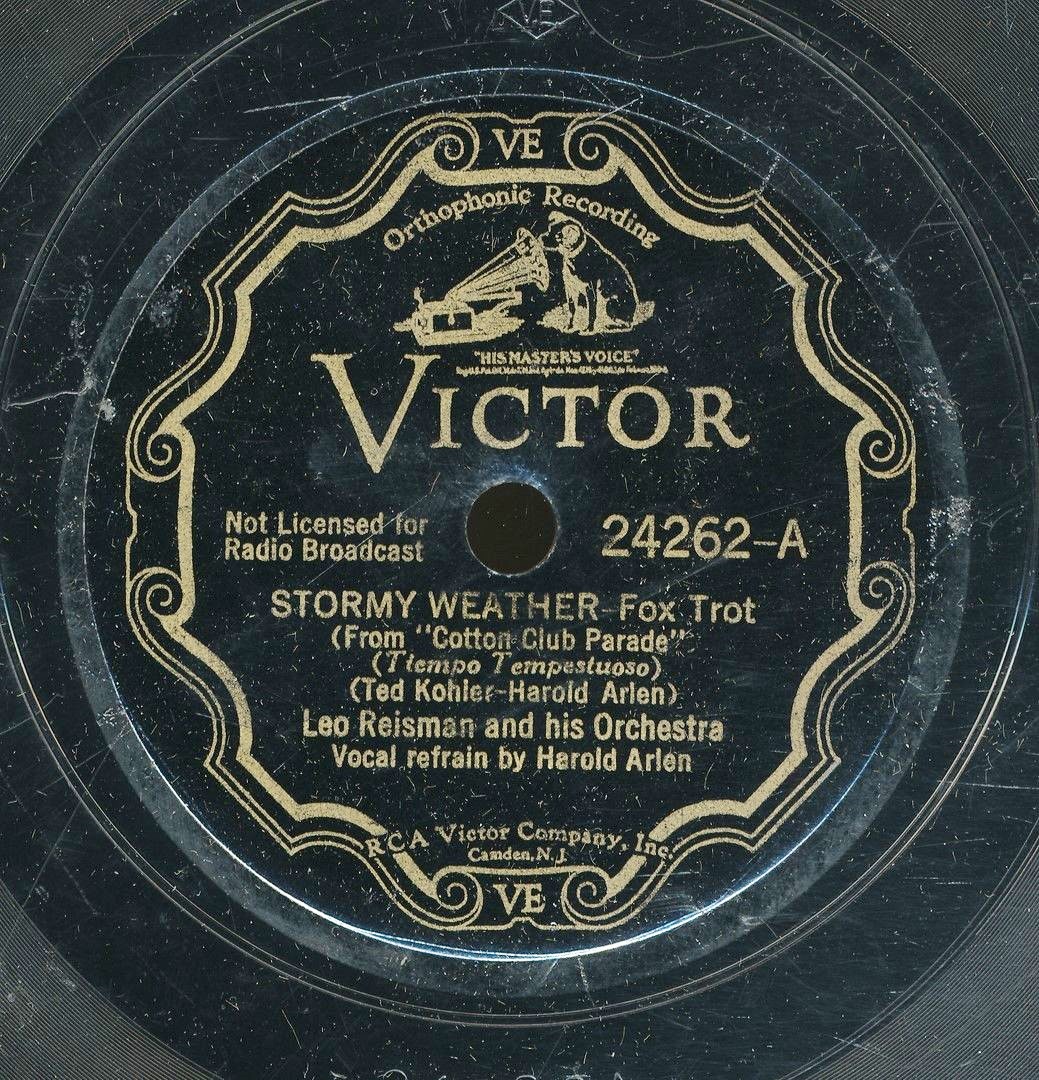 VE
VE
Orthophonic Recording
"HIS MASTER'S VOICE"
VICTOR
Not Licensed for
Radio Broadcast
24262-A
STORMY WEATHER-Fox Trot
(From "Cotton Club Parade")
(Tiempo Tempestuoso)
(Ted Kohler-Harold Arlen)
Leo Reisman and his Orchestra
Vocal refrain by Harold Arlen
RCA Victor Company, Inc.
Camden, N. J.
VE